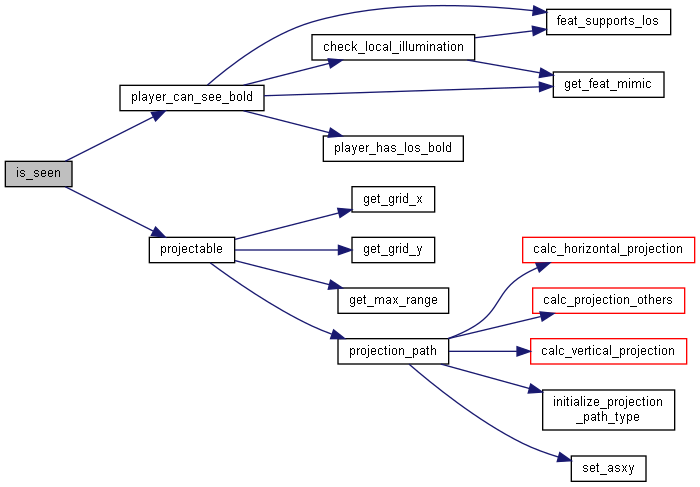 feat_supports_los
check_local_illumination
get_feat_mimic
player_can_see_bold
player_has_los_bold
is_seen
get_grid_x
projectable
get_grid_y
calc_horizontal_projection
get_max_range
calc_projection_others
projection_path
calc_vertical_projection
initialize_projection
_path_type
set_asxy